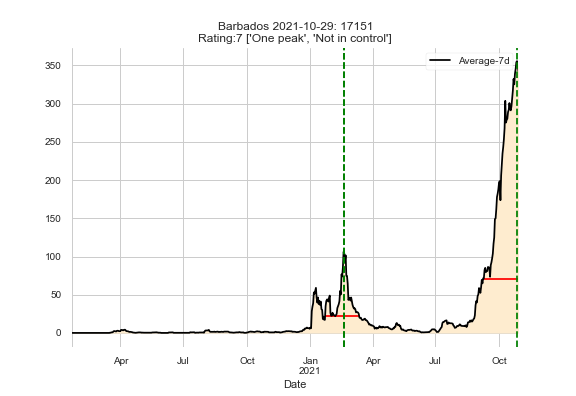 Barbados 2021-10-29: 17151
Rating:7 ['One peak', 'Not in control']
Average-7d
350
300
250
200
150
100
50
0
Apr Jul Oct Jan Apr Jul Oct
2021
Date